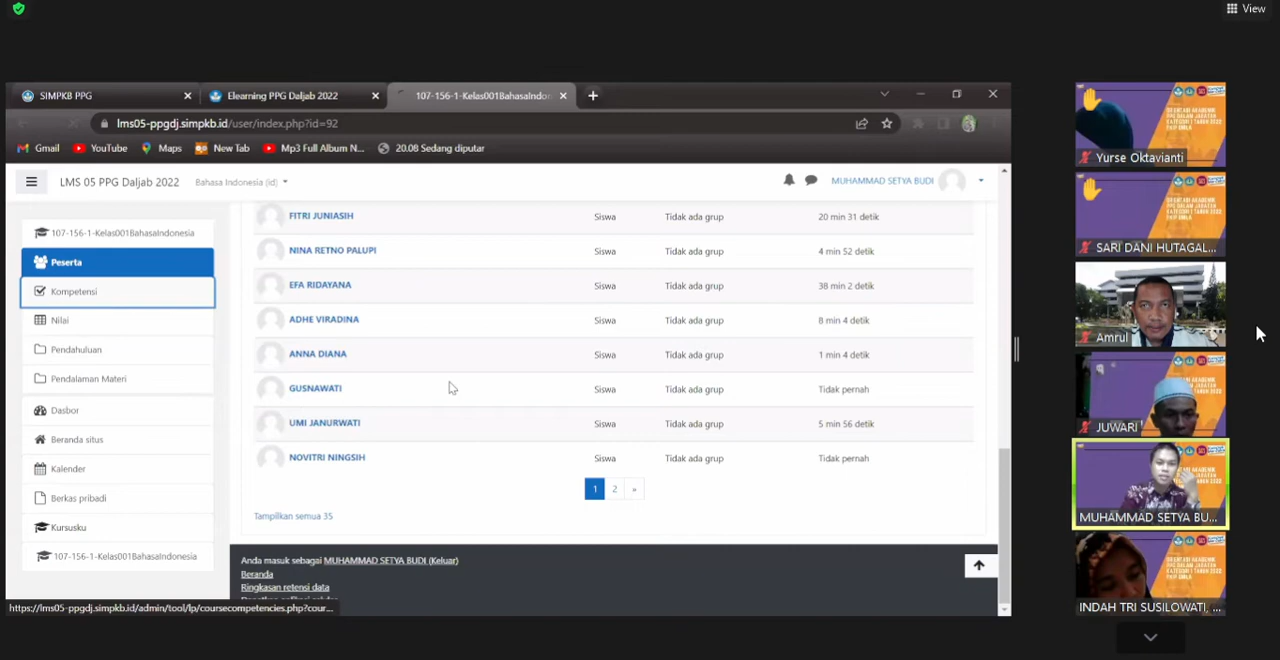 View
SIMPKB PPG
Elearning PPG Daljab 2022
107-156-1-Kelas001BahasaIndone
lms05-ppgdj.simpkb.id/user/index.php?id=92
Gmail
YouTube
Maps
New Tab
Mp3 Full Album N...
20.08 Sedang diputar
LMS 05 PPG Daljab 2022
Bahasa Indonesia (id)
MUHAMMAD SETYA BUDI
107-156-1-Kelas001BahasaIndonesia
Peserta
Kompetensi
Nilai
Pendahuluan
Pendalaman Materi
Dasbor
Beranda situs
Kalender
Berkas pribadi
Kursusku
107-156-1-Kelas001BahasaIndonesia
FITRI JUNIASIH Siswa Tidak ada grup 20 min 31 detik
NINA RETNO PALUPI Siswa Tidak ada grup 4 min 52 detik
EFA RIDAYANA Siswa Tidak ada grup 38 min 2 detik
ADHE VIRADINA Siswa Tidak ada grup 8 min 4 detik
ANNA DIANA Siswa Tidak ada grup 1 min 4 detik
GUSNAWATI Siswa Tidak ada grup Tidak pernah
UMI JANURWATI Siswa Tidak ada grup 5 min 56 detik
NOVITRI NINGSIH Siswa Tidak ada grup Tidak pernah
1 2 »
Tampilkan semua 35
Anda masuk sebagai MUHAMMAD SETYA BUDI (Keluar)
Beranda
Ringkasan retensi data
https://lms05-ppgdj.simpkb.id/admin/tool/lp/coursecompetencies.php?cour...
Yurse Oktavianti
SARI DANI HUTAGAL...
Amrul
JUWARI
MUHAMMAD SETYA BU...
INDAH TRI SUSILOWATI, ...